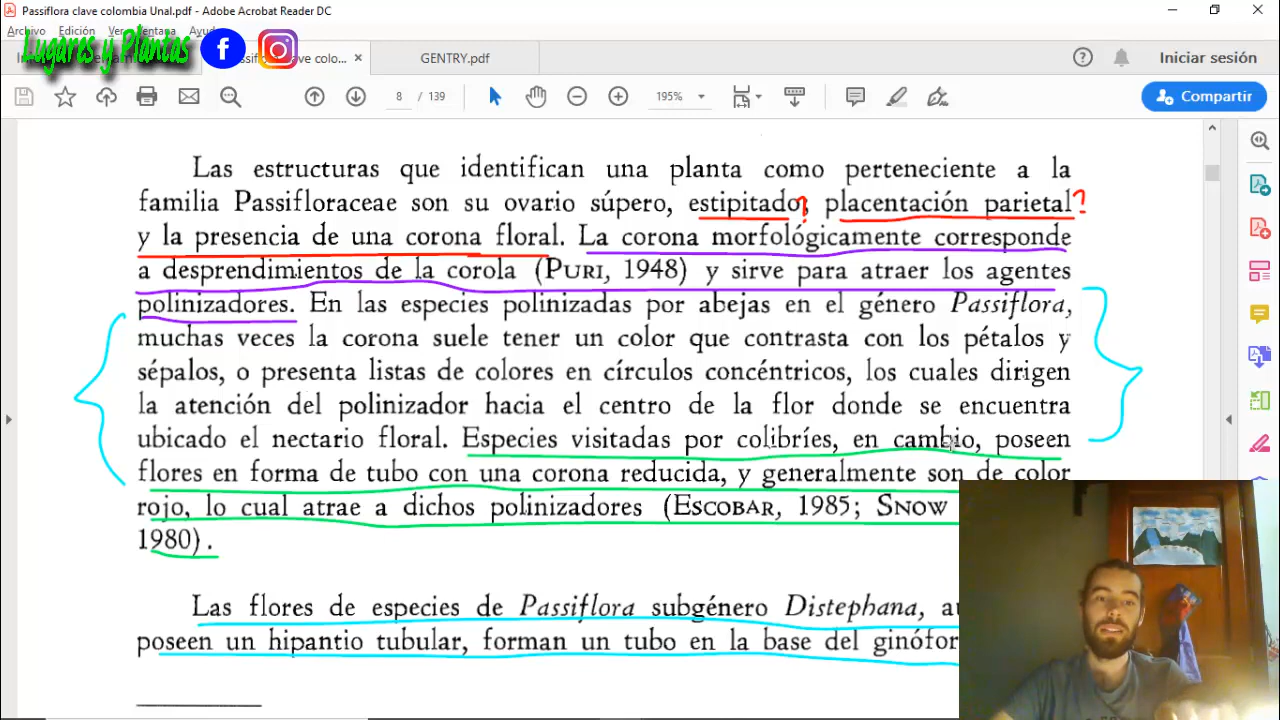 Passiflora clave colombia Unal.pdf - Adobe Acrobat Reader DC
Archivo Edición Ver Ventana
Lugares y Plantas
clave colo... × GENTRY.pdf Iniciar sesión
8 / 139 195% Compartir
Las estructuras que identifican una planta como perteneciente a la
familia Passifloraceae son su ovario súpero, estipitado, ? placentación parietal ?
y la presencia de una corona floral. La corona morfológicamente corresponde
a desprendimientos de la corola (PURI, 1948) y sirve para atraer los agentes
polinizadores. En las especies polinizadas por abejas en el género Passiflora,
muchas veces la corona suele tener un color que contrasta con los pétalos y
sépalos, o presenta listas de colores en círculos concéntricos, los cuales dirigen
la atención del polinizador hacia el centro de la flor donde se encuentra
ubicado el nectario floral. Especies visitadas por colibríes, en cambio, poseen
flores en forma de tubo con una corona reducida, y generalmente son de color
rojo, lo cual atrae a dichos polinizadores (ESCOBAR, 1985; SNOW
1980).
Las flores de especies de Passiflora subgénero Distephana,
poseen un hipantio tubular, forman un tubo en la base del